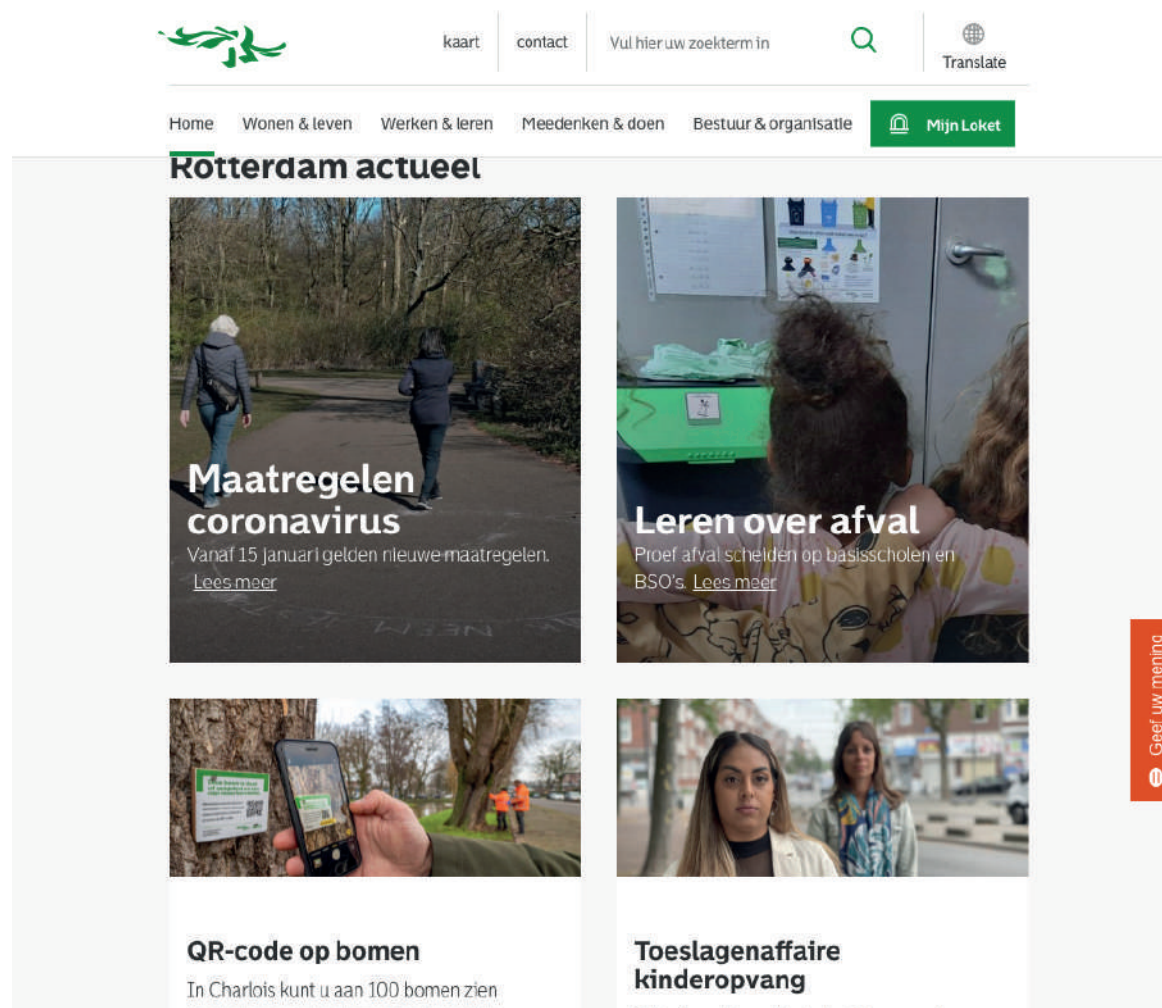 kaart
contact
Vul hier uw zoekterm in
Translate
Home
Wonen & leven
Werken & leren
Meedenken & doen
Bestuur & organisatie
Mijn Loket
Rotterdam actueel
Maatregelen
coronavirus
Vanaf 15 januari gelden nieuwe maatregelen.
Lees meer
NEEM
Leren over afval
Proef afval scheiden op basisscholen en
BSO's. Lees meer
Geef uw mening
QR-code op bomen
In Charlois kunt u aan 100 bomen zien
Toeslagenaffaire
kinderopvang